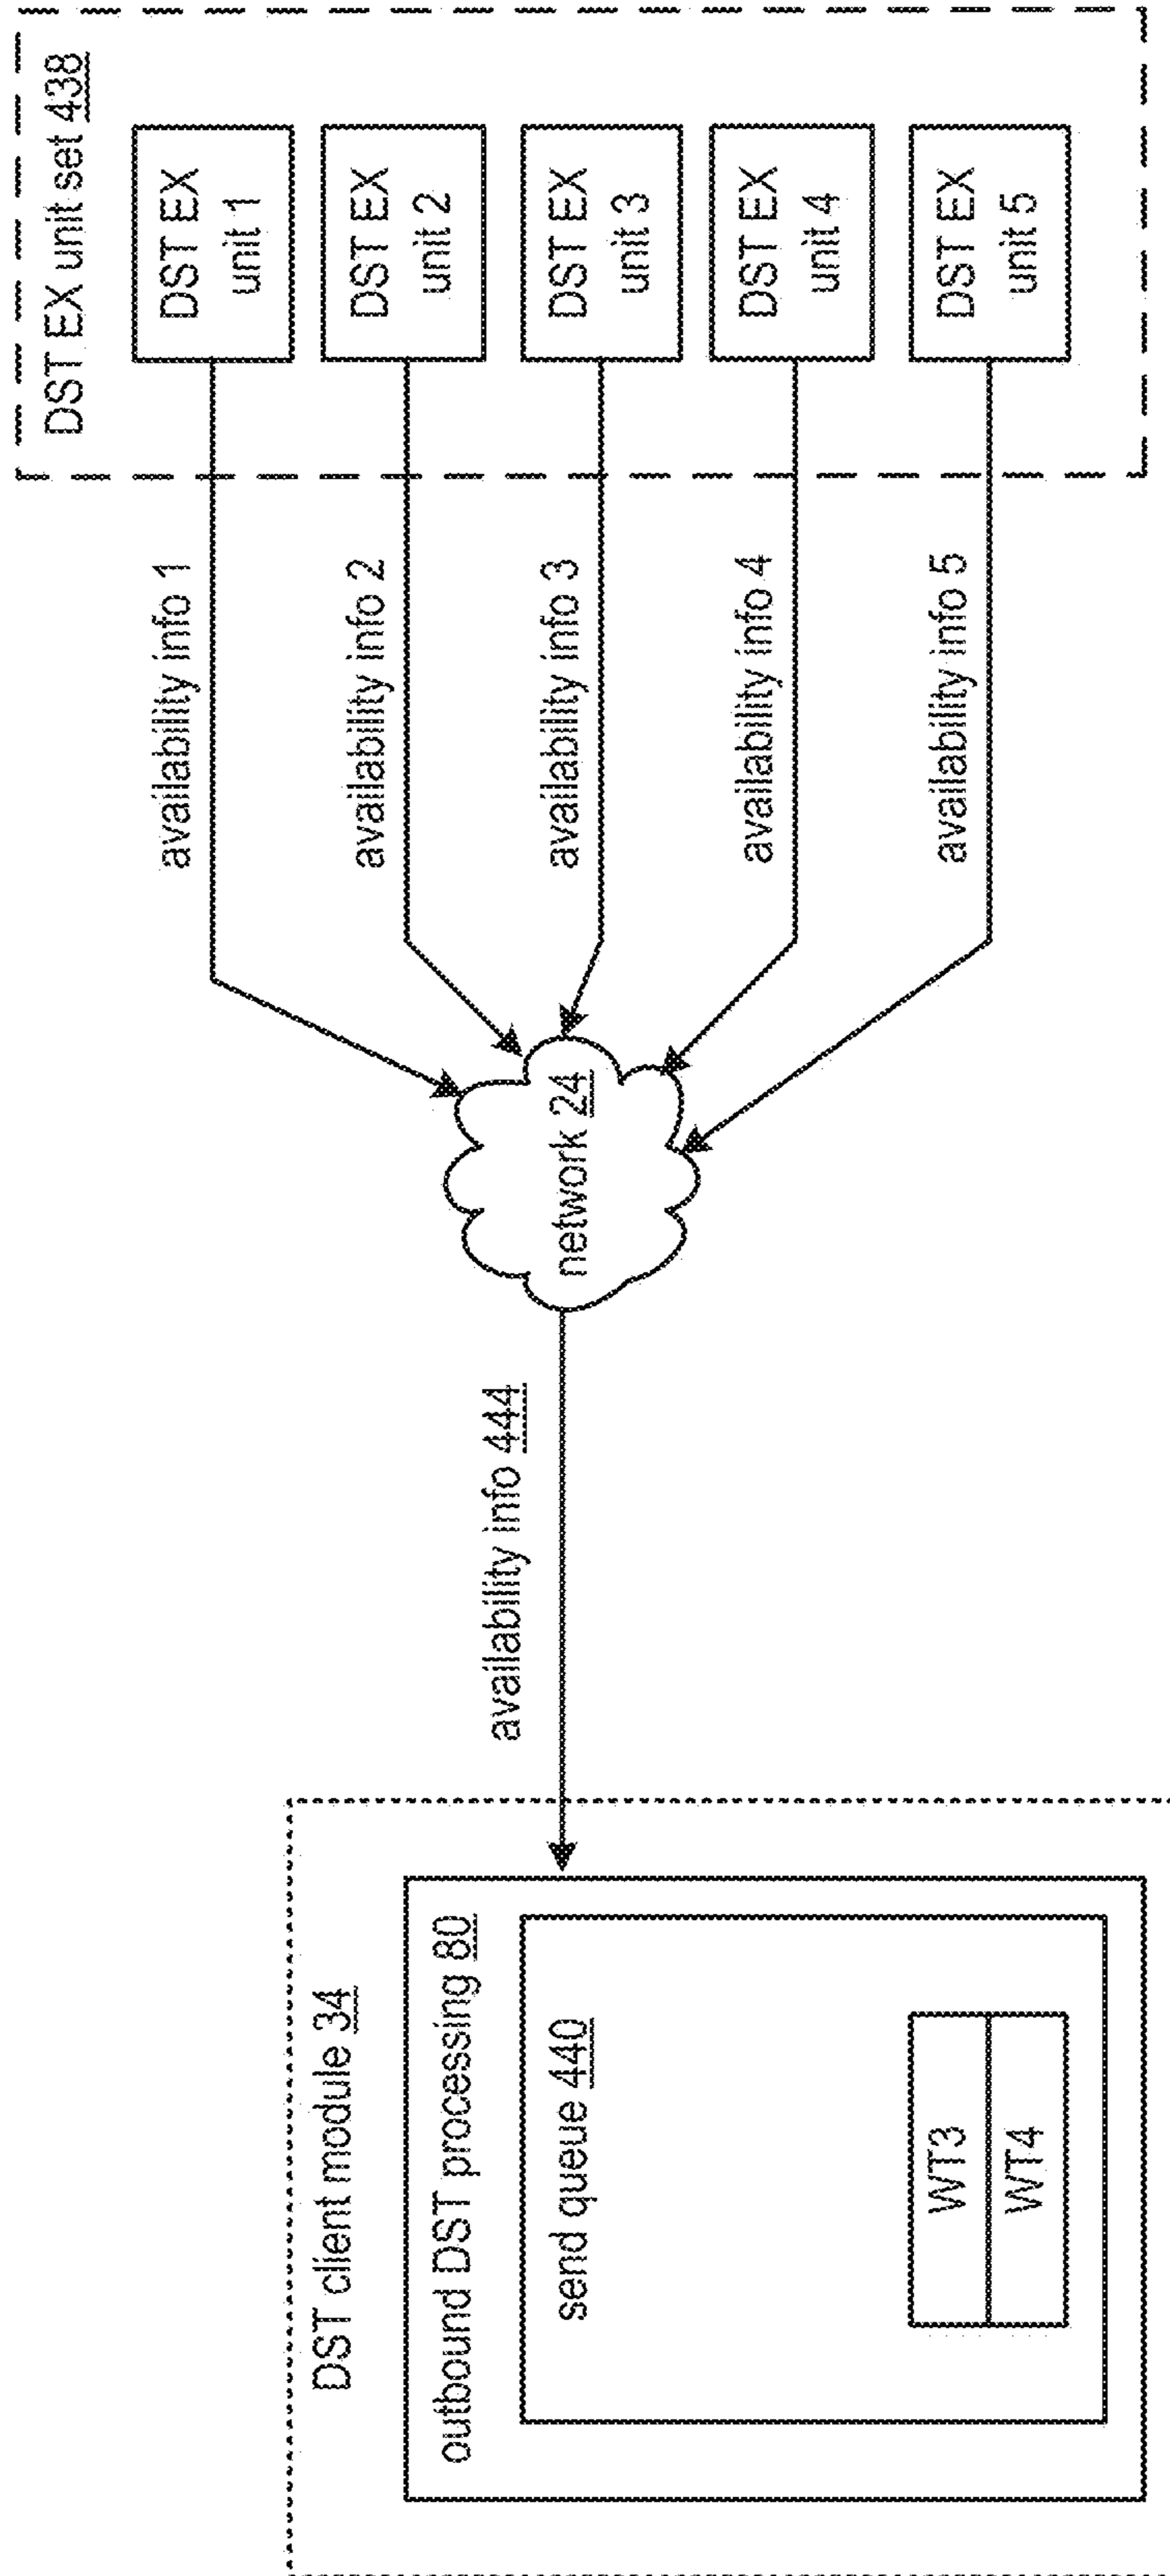 DST client module 34
outbound DST processing 80
send queue 440
WT3
WT4
availability info 444
network 24
availability info 1
availability info 2
availability info 3
availability info 4
availability info 5
DST EX unit set 438
DST EX
unit 1
DST EX
unit 2
DST EX
unit 3
DST EX
unit 4
DST EX
unit 5